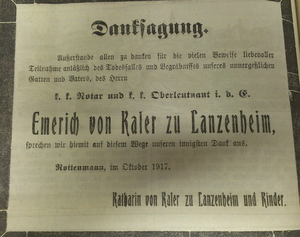 Danksagung.
Außerstande allen zu danken für die vielen Beweise liebevoller
Teilnahme anläßlich des Todesfalles und Begräbnisses unseres unvergeßlichen
Gatten und Vaters, des Herrn
k. k. Notar und k. k. Oberleutnant i. d. E.
Emerich von Kaler zu Lanzenheim,
sprechen wir hiemit auf diesem Wege unseren innigsten Dank aus.
Rottenmann, im Oktober 1917.
Katharin von Kaler zu Lanzenheim und Kinder.